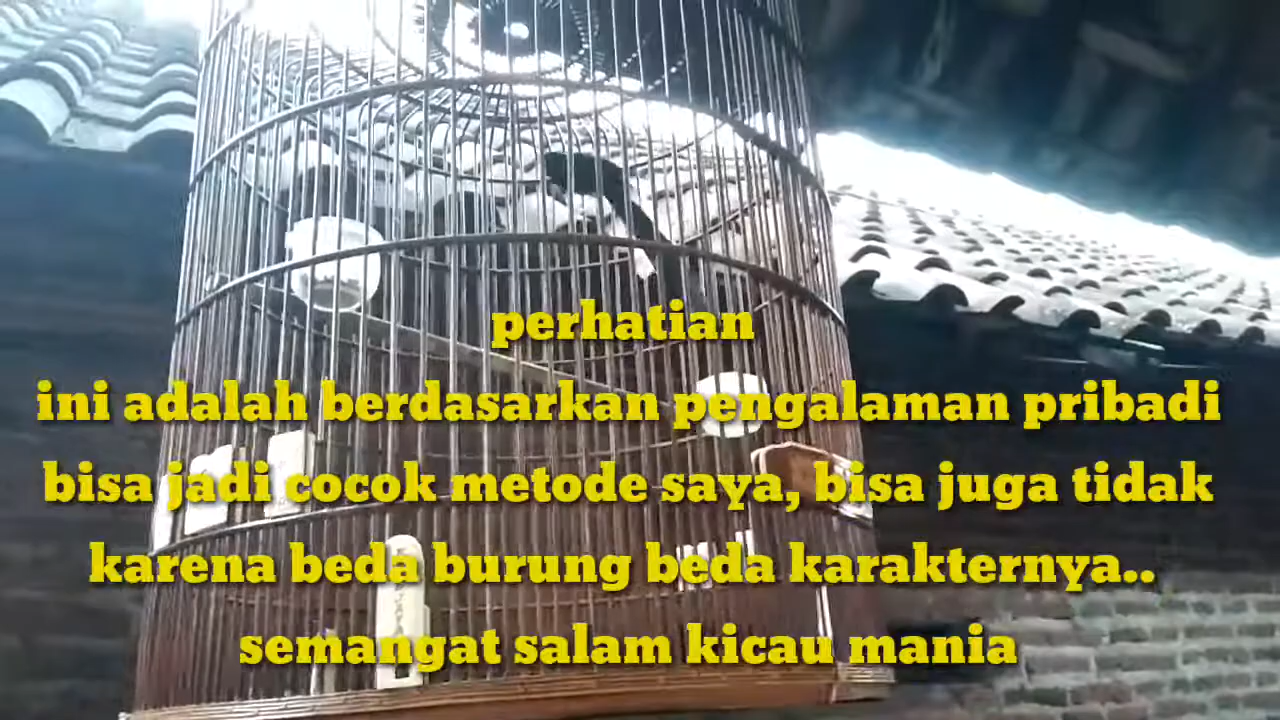 perhatian
ini adalah berdasarkan pengalaman pribadi
bisa jadi cocok metode saya, bisa juga tidak
karena beda burung beda karakternya..
semangat salam kicau mania